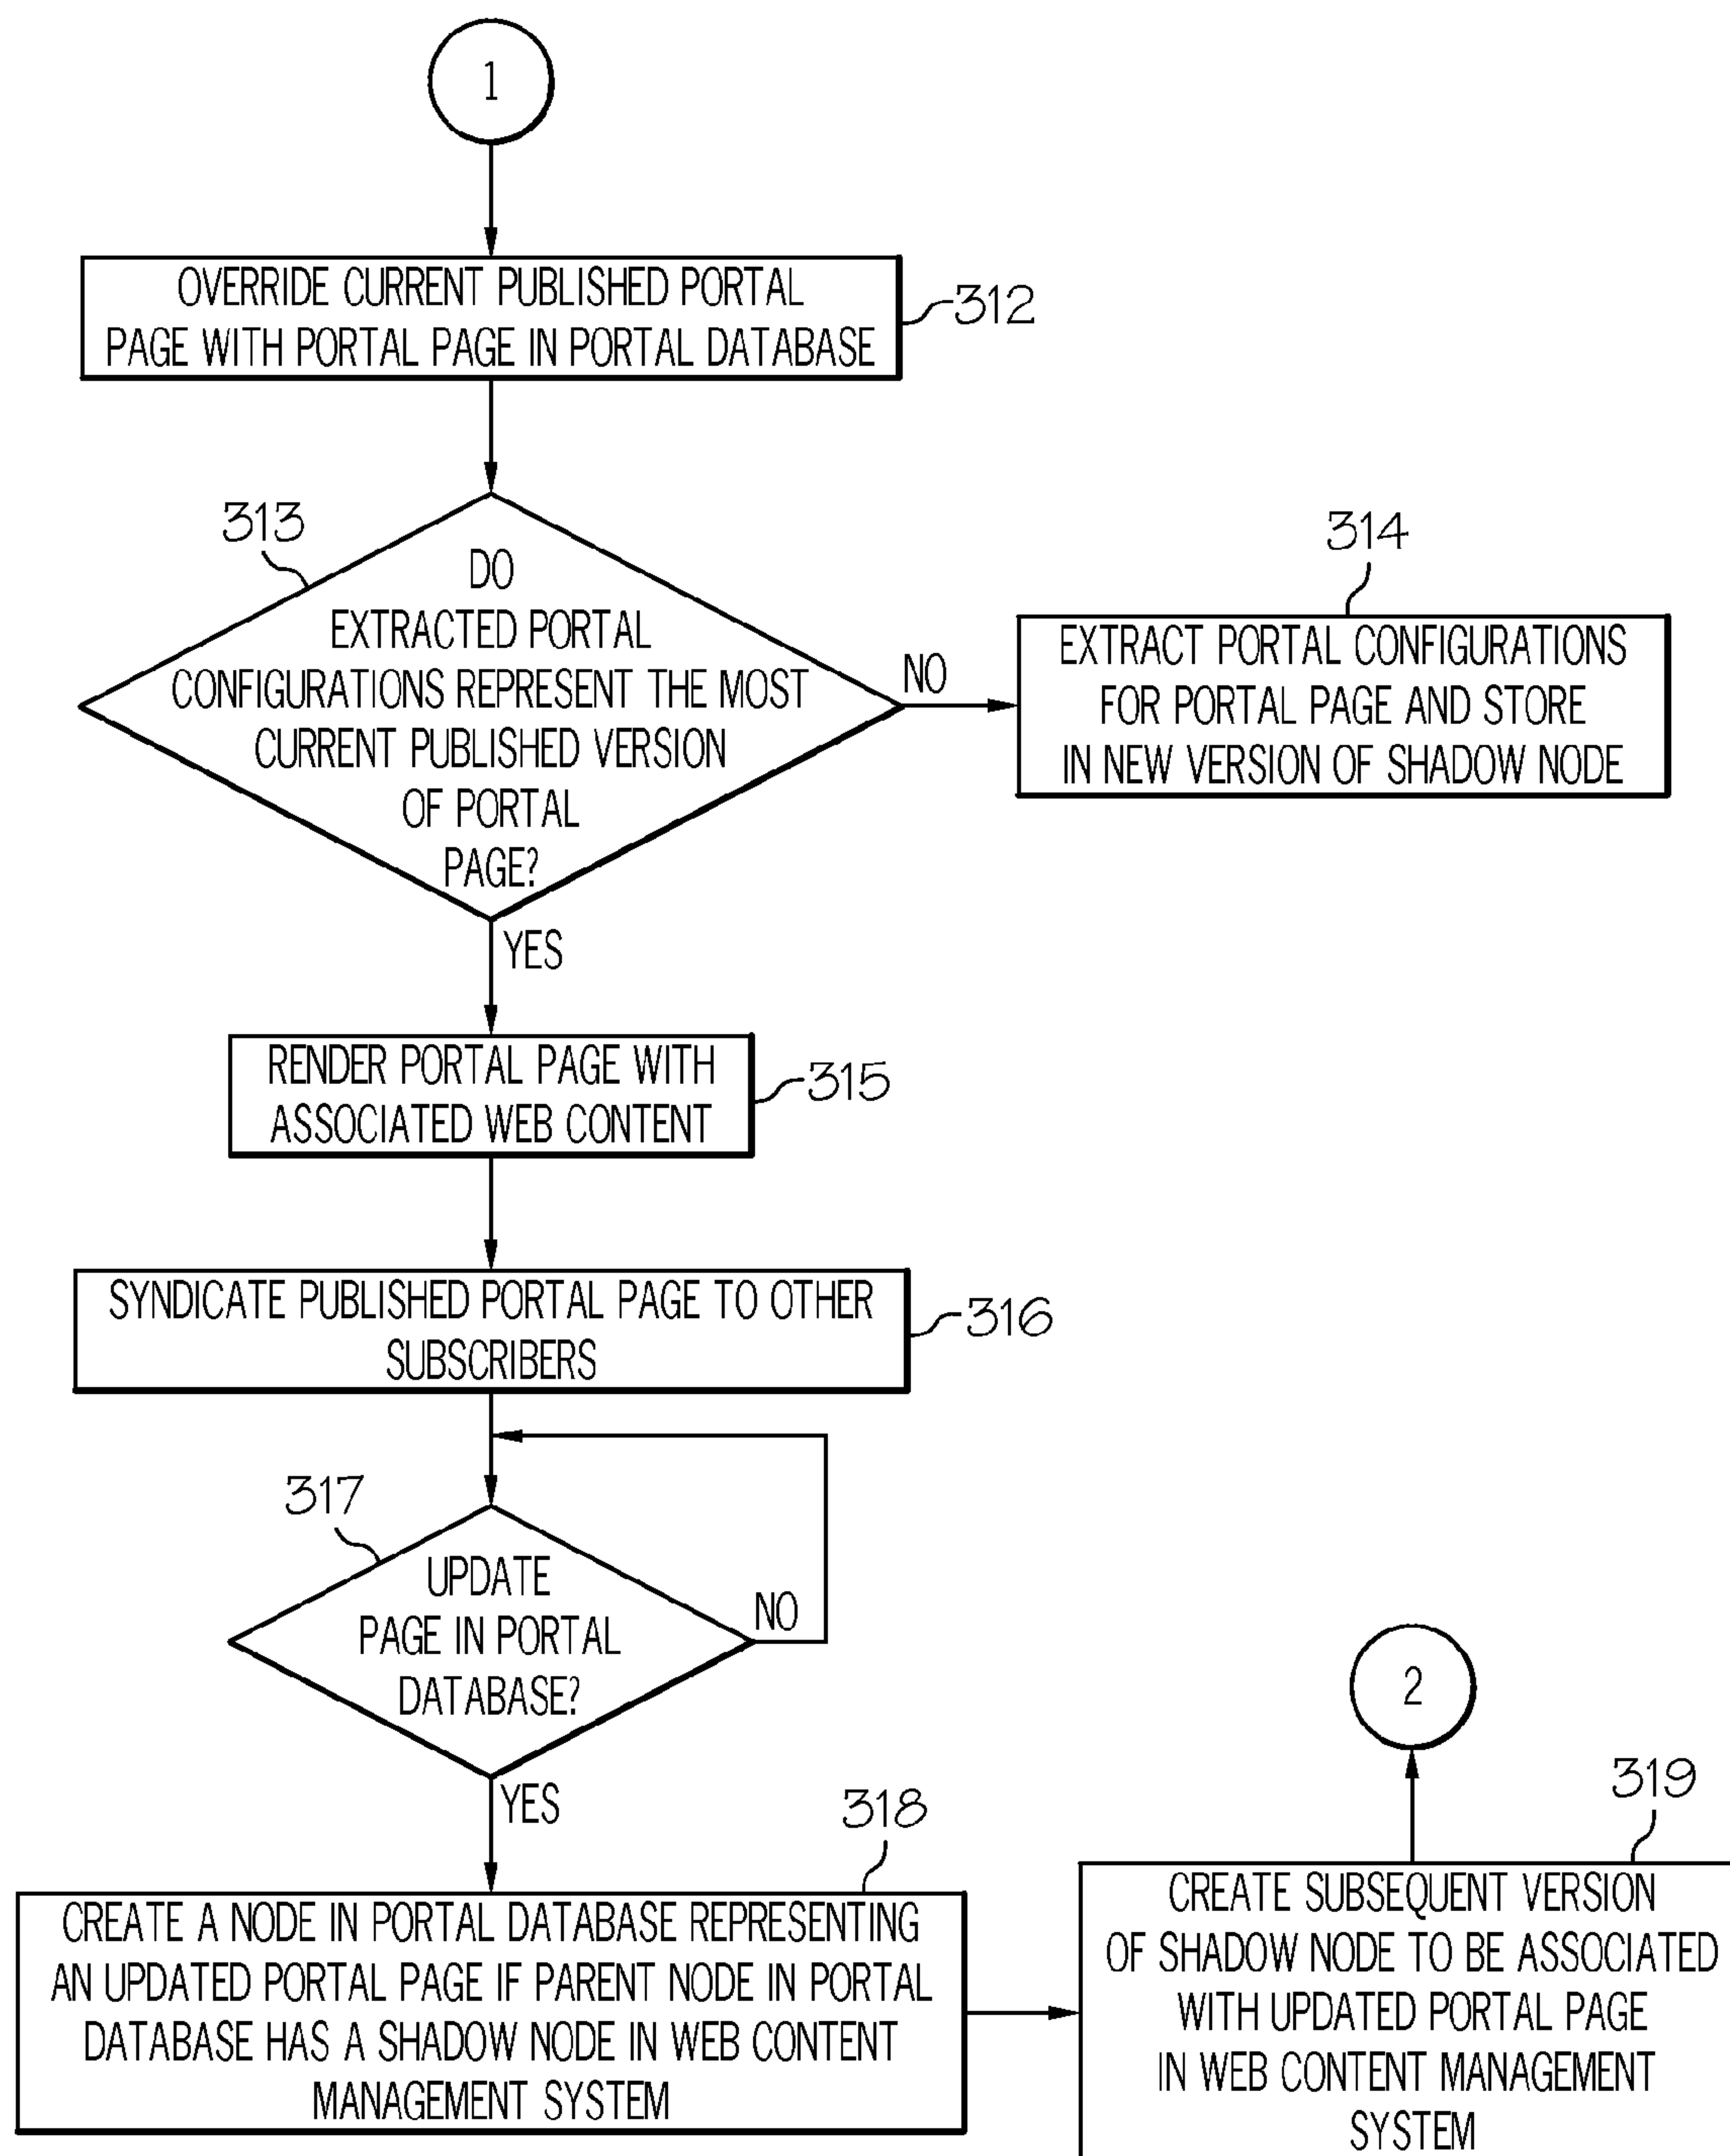 1
OVERRIDE CURRENT PUBLISHED PORTAL
PAGE WITH PORTAL PAGE IN PORTAL DATABASE
312
313
DO
EXTRACTED PORTAL
CONFIGURATIONS REPRESENT THE MOST
CURRENT PUBLISHED VERSION
OF PORTAL
PAGE?
NO
314
EXTRACT PORTAL CONFIGURATIONS
FOR PORTAL PAGE AND STORE
IN NEW VERSION OF SHADOW NODE
YES
RENDER PORTAL PAGE WITH
ASSOCIATED WEB CONTENT
315
SYNDICATE PUBLISHED PORTAL PAGE TO OTHER
SUBSCRIBERS
316
317
UPDATE
PAGE IN PORTAL
DATABASE?
NO
YES
318
CREATE A NODE IN PORTAL DATABASE REPRESENTING
AN UPDATED PORTAL PAGE IF PARENT NODE IN PORTAL
DATABASE HAS A SHADOW NODE IN WEB CONTENT
MANAGEMENT SYSTEM
319
CREATE SUBSEQUENT VERSION
OF SHADOW NODE TO BE ASSOCIATED
WITH UPDATED PORTAL PAGE
IN WEB CONTENT MANAGEMENT
SYSTEM
2